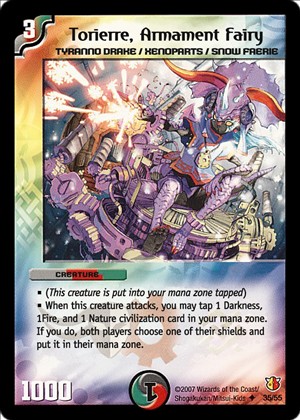 3
Torierre, Armament Fairy
TYRANNO DRAKE / XENOPARTS / SNOW FAERIE
CREATURE
▪ (This creature is put into your mana zone tapped)
▪ When this creature attacks, you may tap 1 Darkness,
1Fire, and 1 Nature civilization card in your mana zone.
If you do, both players choose one of their shields and
put it in their mana zone.
1000
©2007 Wizards of the Coast/
Shogakukan/Mitsui-Kids ♦ 35/55